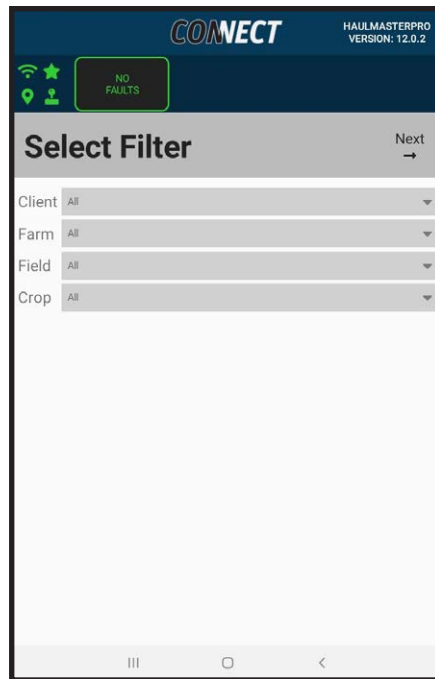 CONNECT
HAULMASTERPRO
VERSION: 12.0.2
NO
FAULTS
Select Filter
Next
→
Client All
Farm All
Field All
Crop All